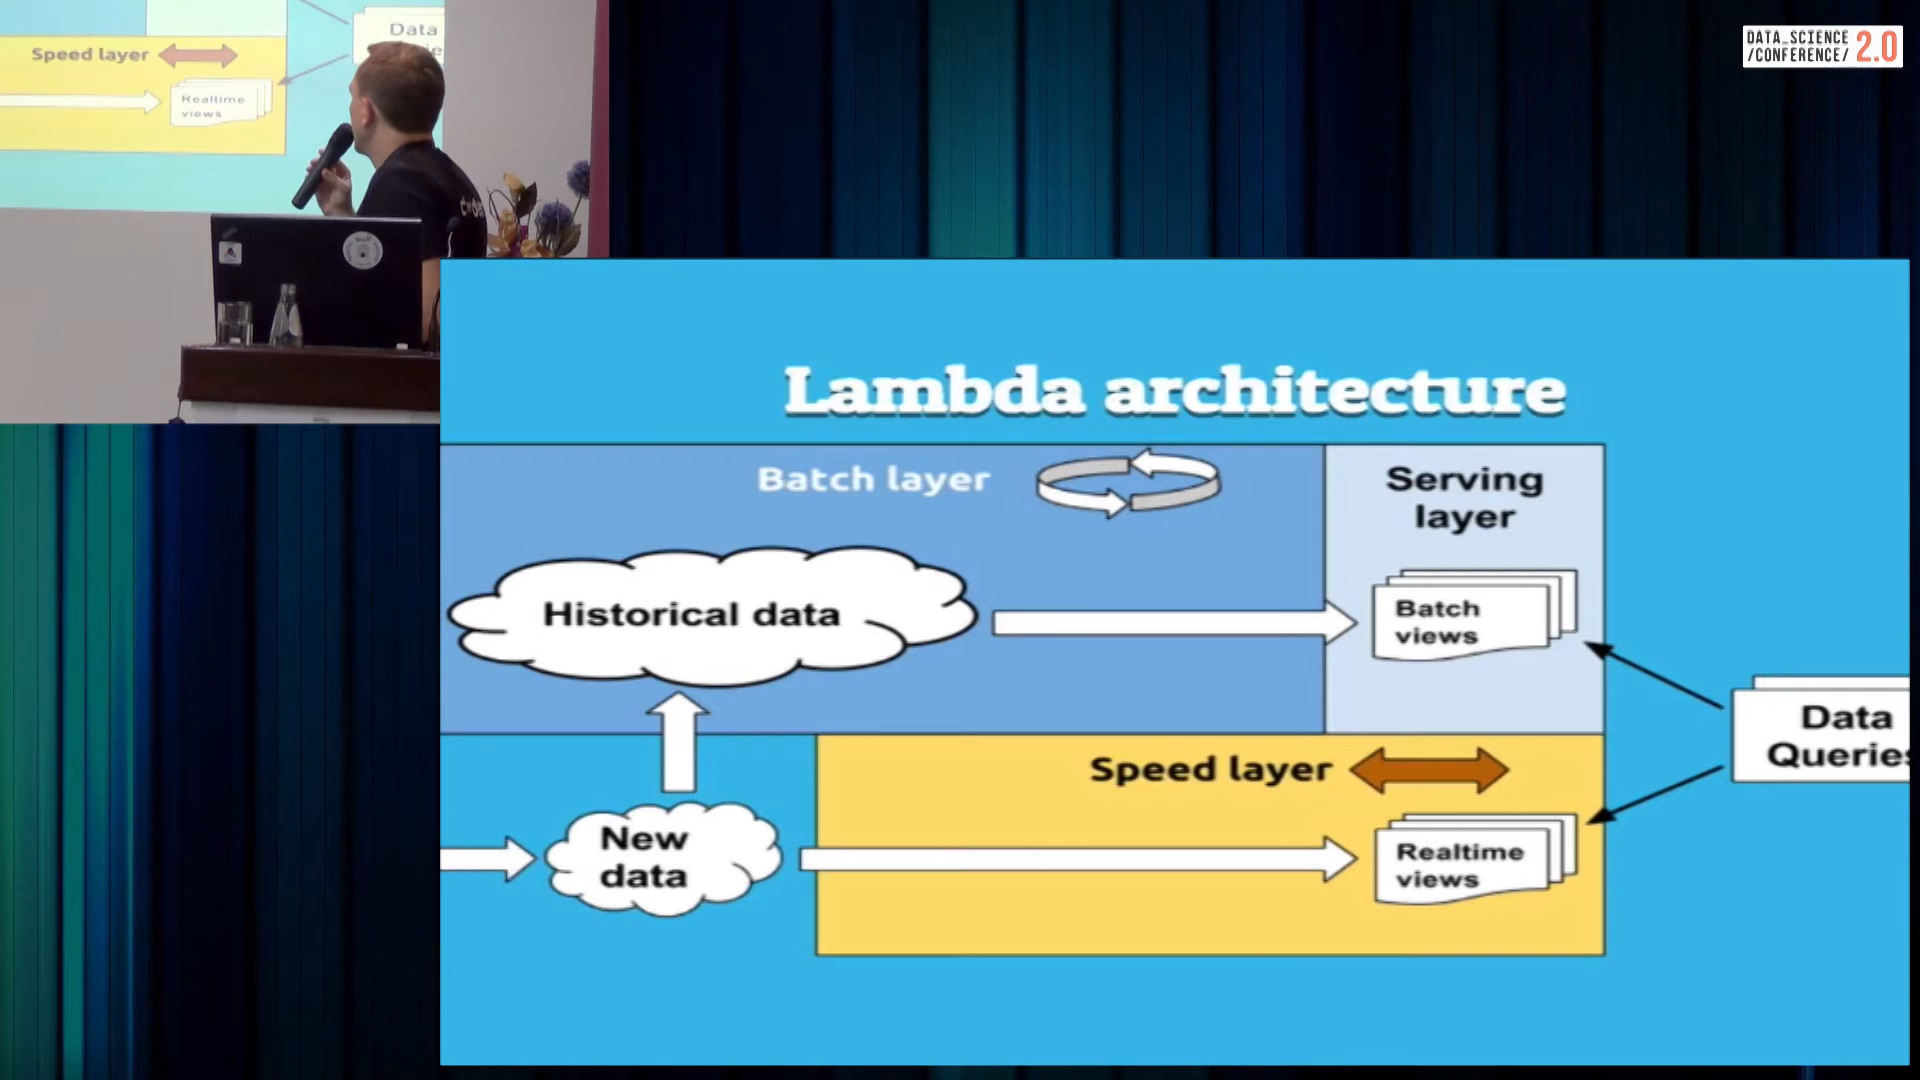 Speed layer
Data
Realtime
views
DATA_SCIENCE
/CONFERENCE/ 2.0
Lambda architecture
Batch layer
Serving
layer
Historical data
Batch
views
Data
Queries
Speed layer
New
data
Realtime
views